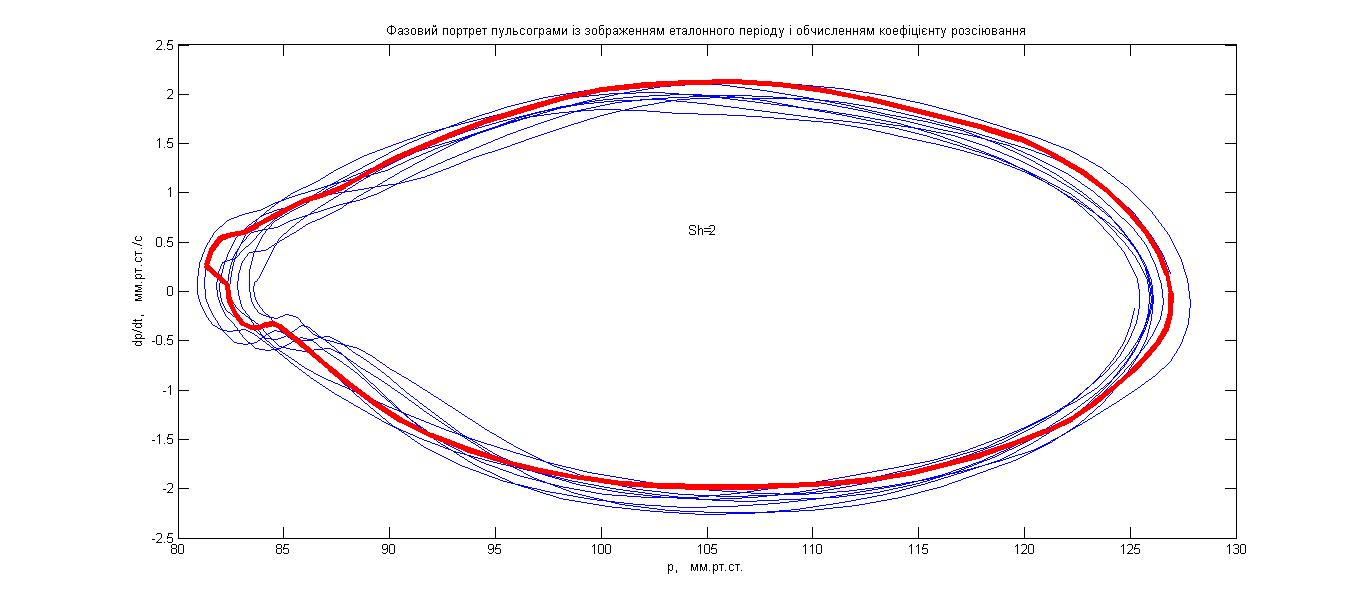 Фазовий портрет пульсограми із зображенням еталонного періоду і обчисленням коефіцієнту розсіювання
2.5
2
1.5
1
0.5
0
-0.5
-1
-1.5
-2
-2.5
dp/dt, мм.рт.ст./с
Sh=2
80 85 90 95 100 105 110 115 120 125 130
р, мм.рт.ст.